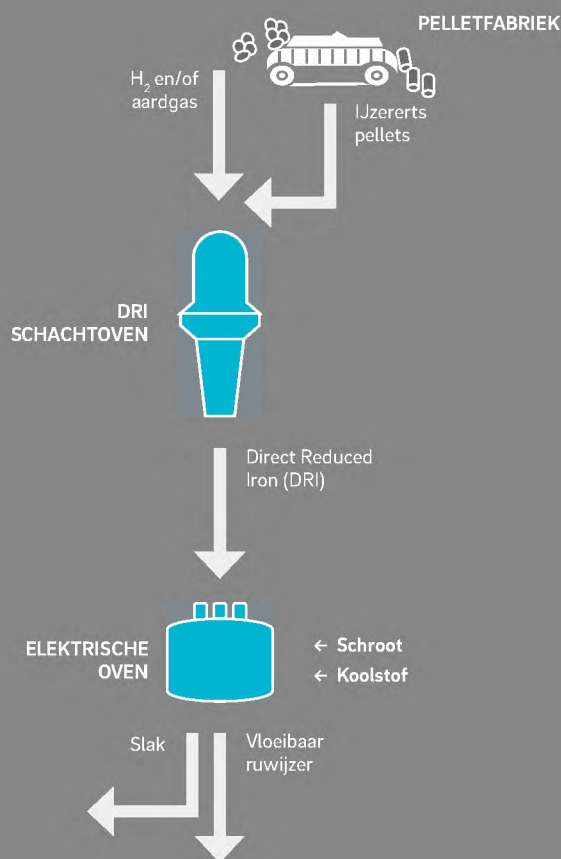 PELLETFABRIEK
H₂ en/of
aardgas
IJzererts
pellets
DRI
SCHACHTOVEN
Direct Reduced
Iron (DRI)
ELEKTRISCHE
OVEN
← Schroot
← Koolstof
Slak
Vloeibaar
ruwijzer